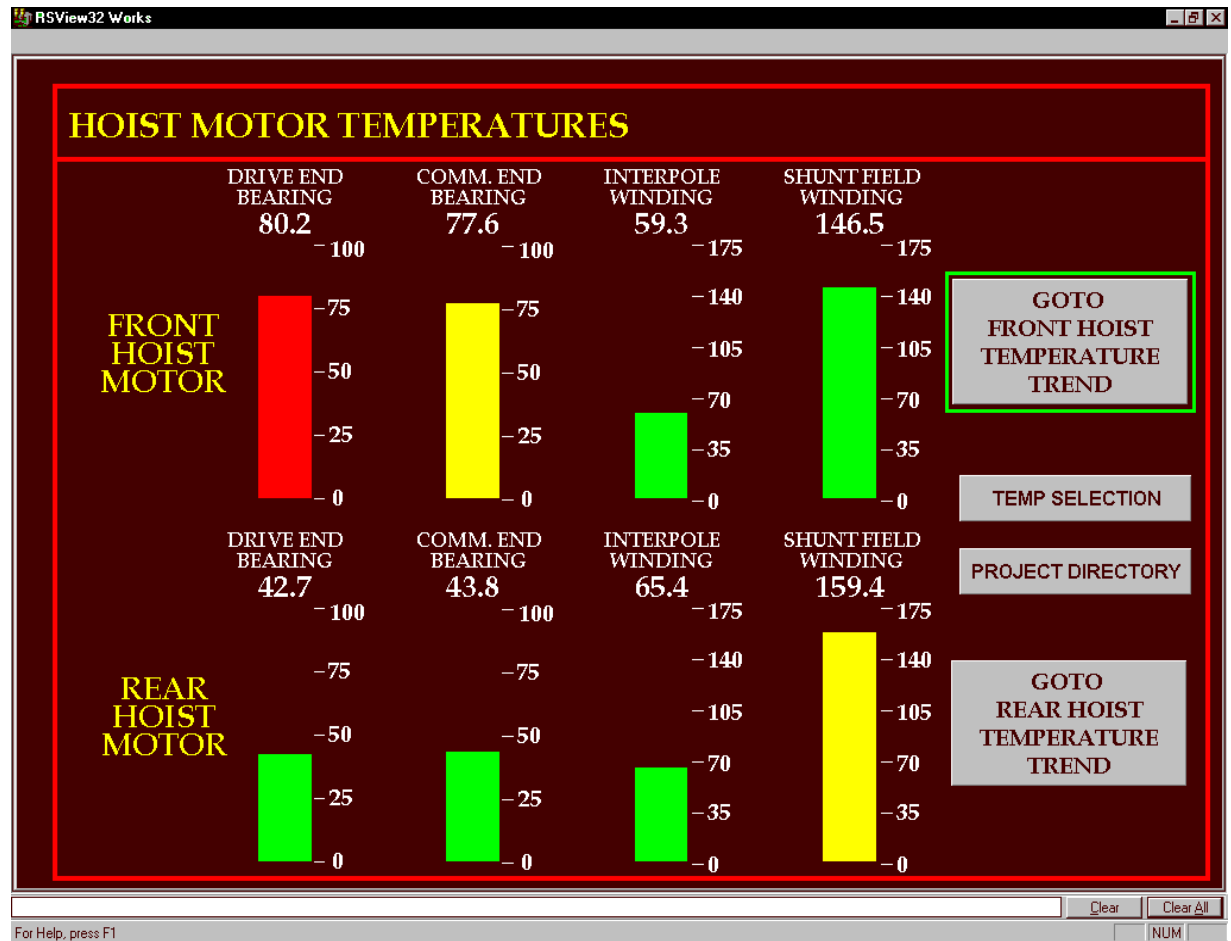 RSView32 Works
HOIST MOTOR TEMPERATURES
DRIVE END
BEARING
80.2
COMM. END
BEARING
77.6
INTERPOLE
WINDING
59.3
SHUNT FIELD
WINDING
146.5
FRONT
HOIST
MOTOR
100
75
50
25
0
100
75
50
25
0
175
140
105
70
35
0
175
140
105
70
35
0
GOTO
FRONT HOIST
TEMPERATURE
TREND
TEMP SELECTION
PROJECT DIRECTORY
DRIVE END
BEARING
42.7
COMM. END
BEARING
43.8
INTERPOLE
WINDING
65.4
SHUNT FIELD
WINDING
159.4
REAR
HOIST
MOTOR
100
75
50
25
0
100
75
50
25
0
175
140
105
70
35
0
175
140
105
70
35
0
GOTO
REAR HOIST
TEMPERATURE
TREND
Clear
Clear All
For Help, press F1
NUM